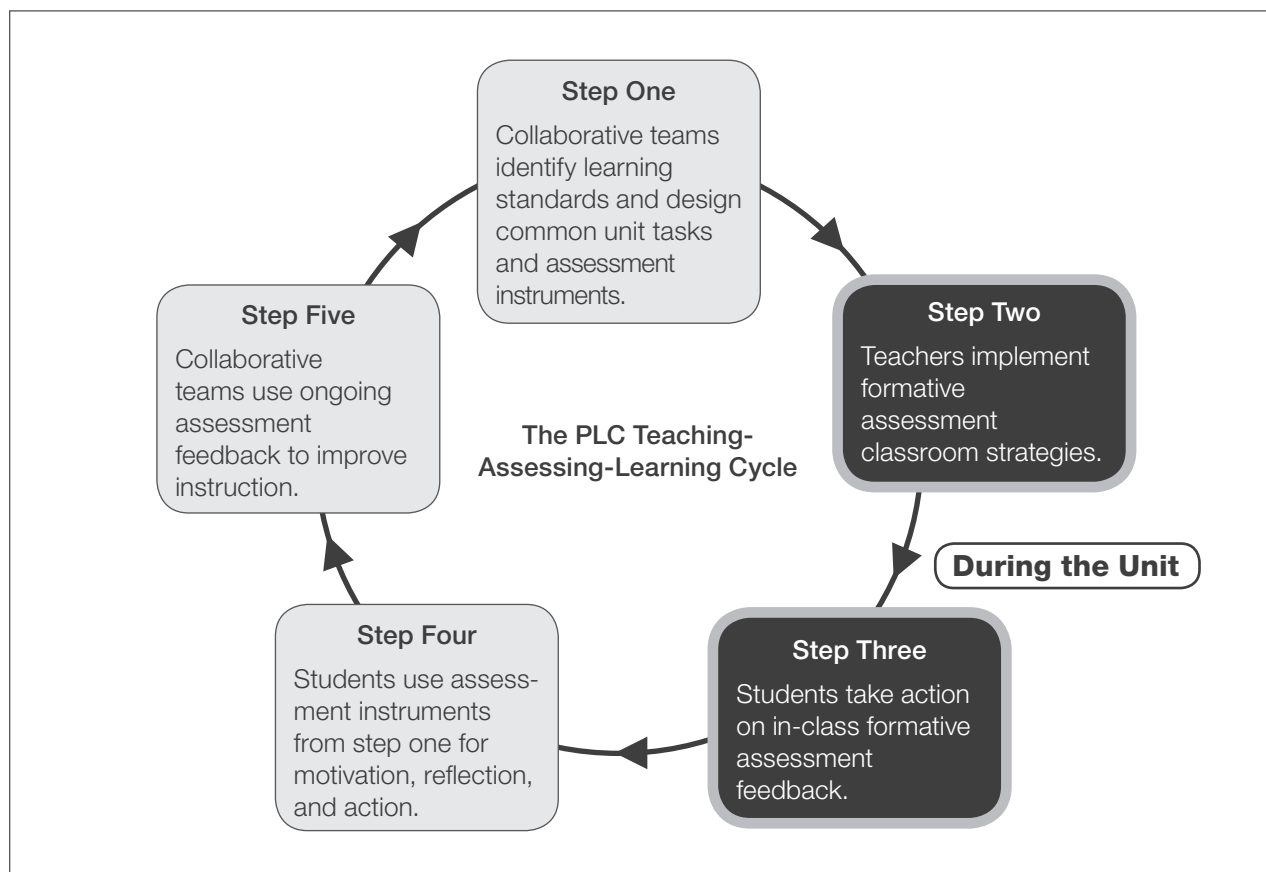 Step One
Collaborative teams
identify learning
standards and design
common unit tasks
and assessment
instruments.
Step Two
Teachers implement
formative
assessment
classroom strategies.
During the Unit
Step Three
Students take action
on in-class formative
assessment
feedback.
Step Four
Students use assess-
ment instruments
from step one for
motivation, reflection,
and action.
Step Five
Collaborative
teams use ongoing
assessment
feedback to improve
instruction.
The PLC Teaching-
Assessing-Learning Cycle